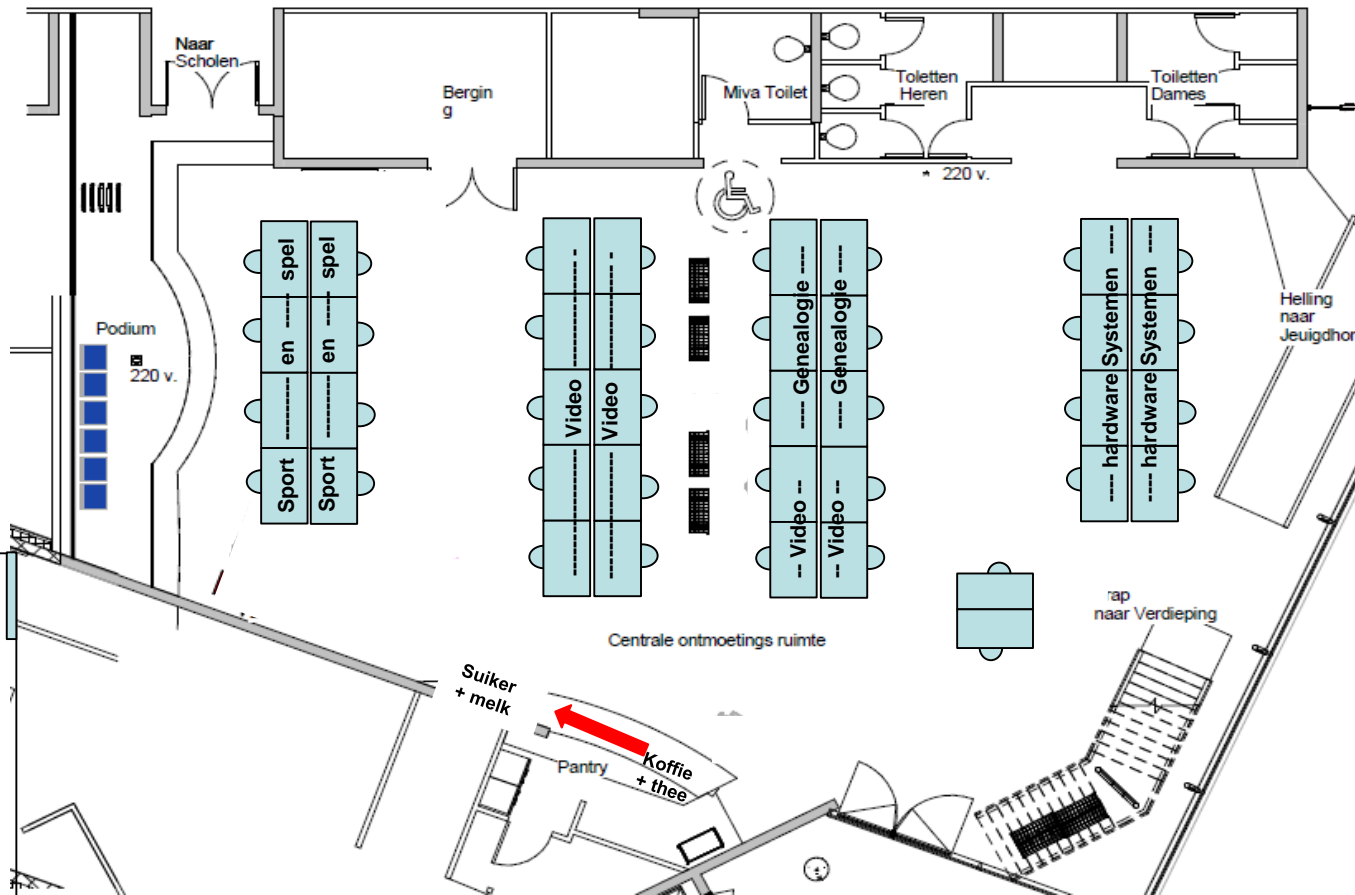 Naar
Scholen
Bergin
g
Miva Toilet
Toletten
Heren
Toiletten
Dames
220 v.
Podium
220 v.
Sport ---------- en ---- spel
Sport ---------- en ---- spel
---------------- Video ----------------
---------------- Video ----------------
-- Video -- ---- Genealogie ----
-- Video -- ---- Genealogie ----
---- hardware Systemen ----
---- hardware Systemen ----
Helling
naar
Jeuigdhon
rap
naar Verdieping
Centrale ontmoetings ruimte
Suiker
+ melk
Koffie
+ thee
Pantry